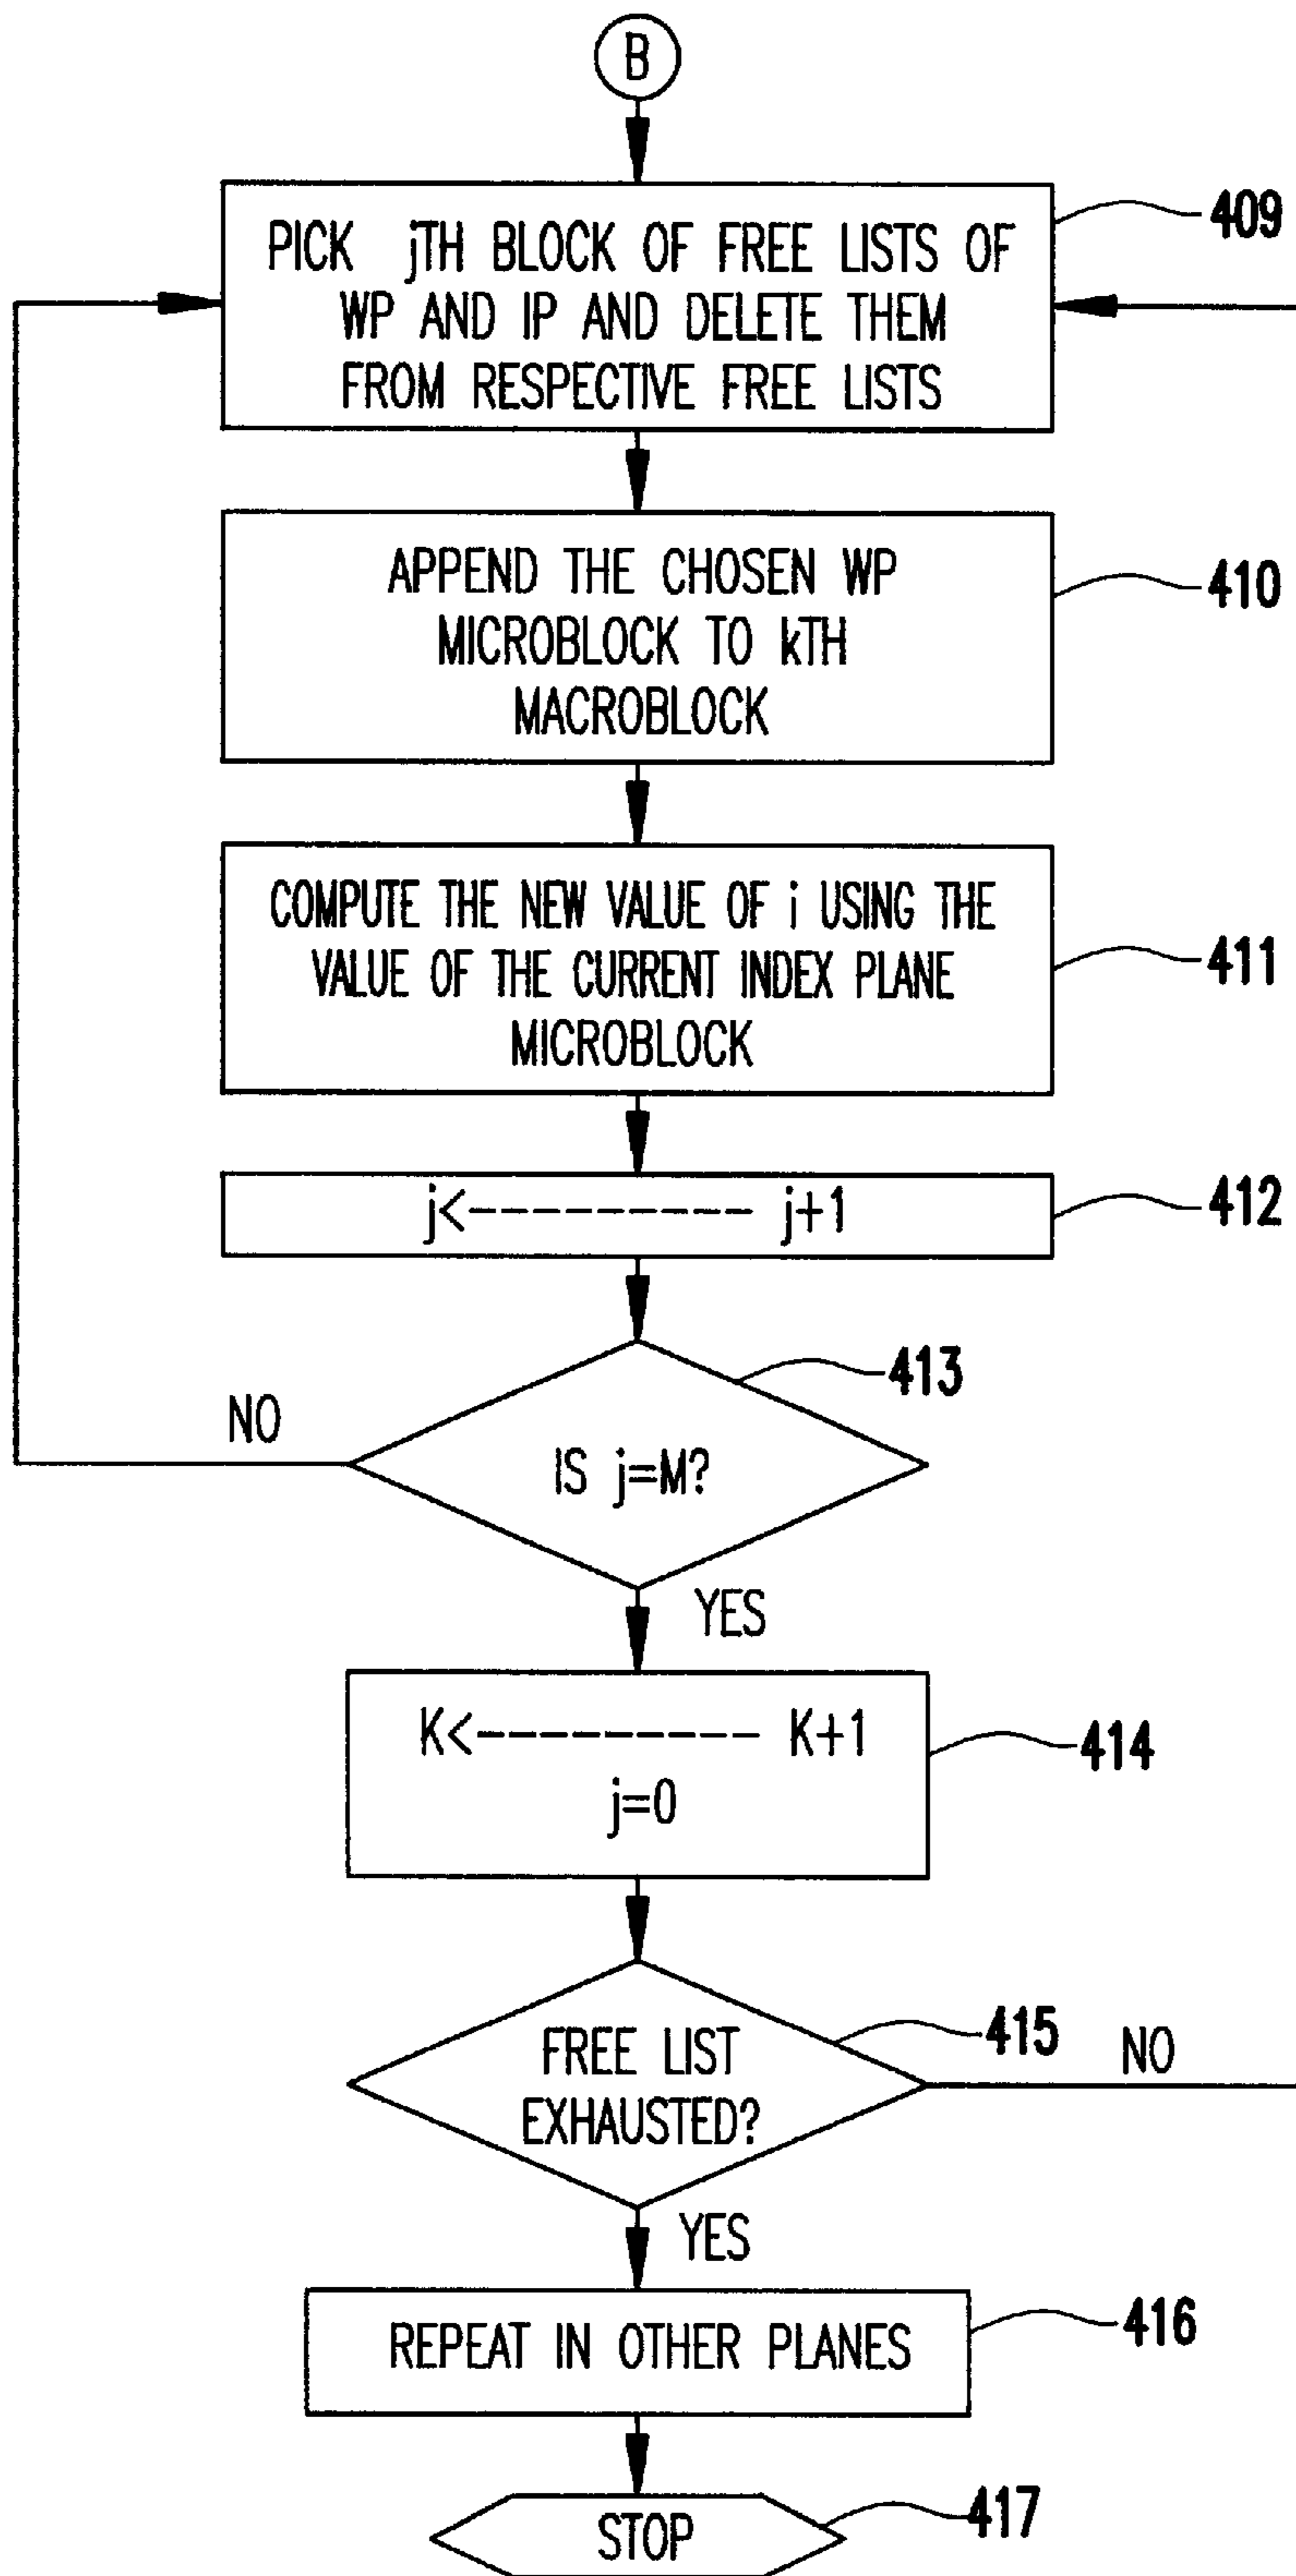 B
PICK jTH BLOCK OF FREE LISTS OF
WP AND IP AND DELETE THEM
FROM RESPECTIVE FREE LISTS
409
APPEND THE CHOSEN WP
MICROBLOCK TO kTH
MACROBLOCK
410
COMPUTE THE NEW VALUE OF i USING THE
VALUE OF THE CURRENT INDEX PLANE
MICROBLOCK
411
j<---------- j+1
412
413
NO
IS j=M?
YES
K<---------- K+1
j=0
414
FREE LIST
EXHAUSTED?
415
NO
YES
REPEAT IN OTHER PLANES
416
STOP
417